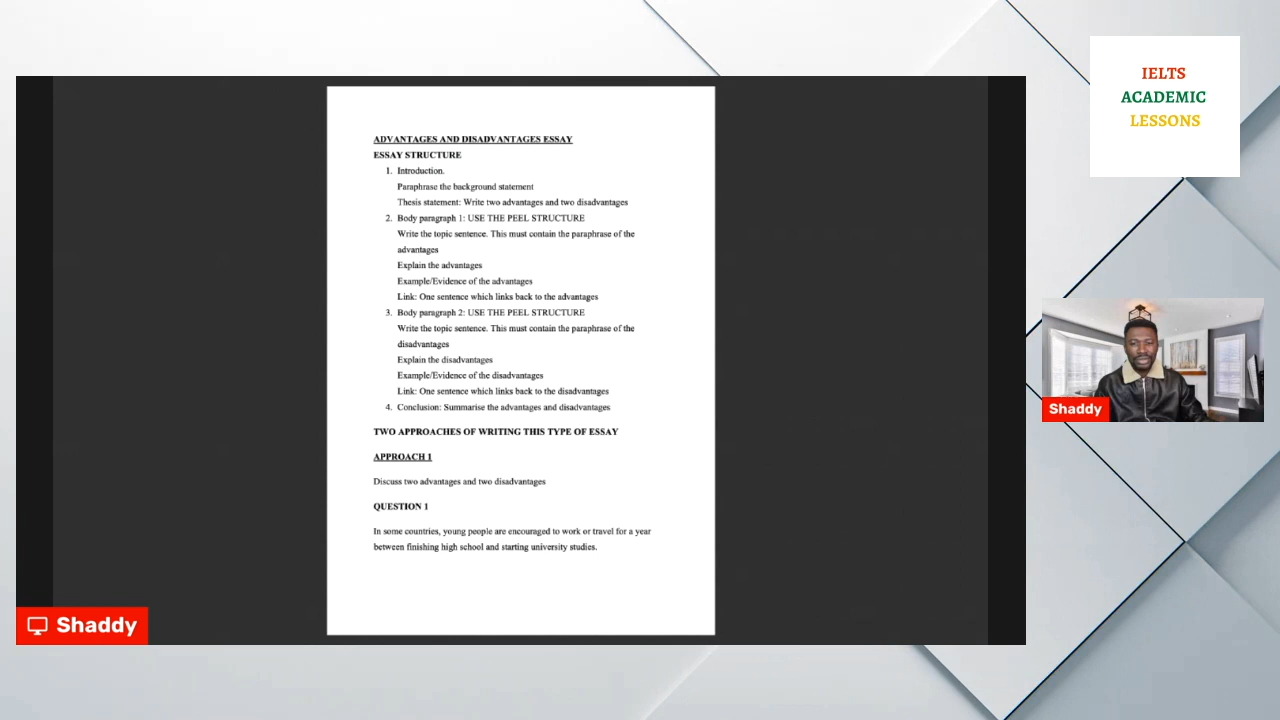 ADVANTAGES AND DISADVANTAGES ESSAY
ESSAY STRUCTURE
1. Introduction.
Paraphrase the background statement
Thesis statement: Write two advantages and two disadvantages
2. Body paragraph 1: USE THE PEEL STRUCTURE
Write the topic sentence. This must contain the paraphrase of the
advantages
Explain the advantages
Example/Evidence of the advantages
Link: One sentence which links back to the advantages
3. Body paragraph 2: USE THE PEEL STRUCTURE
Write the topic sentence. This must contain the paraphrase of the
disadvantages
Explain the disadvantages
Example/Evidence of the disadvantages
Link: One sentence which links back to the disadvantages
4. Conclusion: Summarise the advantages and disadvantages
TWO APPROACHES OF WRITING THIS TYPE OF ESSAY
APPROACH 1
Discuss two advantages and two disadvantages
QUESTION 1
In some countries, young people are encouraged to work or travel for a year
between finishing high school and starting university studies.
Shaddy
IELTS
ACADEMIC
LESSONS
Shaddy